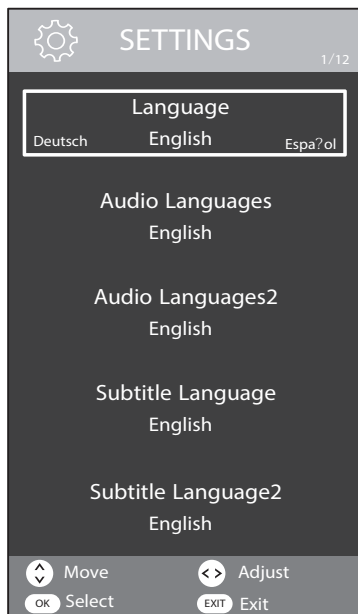 SETTINGS
1/12
Language
Deutsch English Espa?ol
Audio Languages
English
Audio Languages2
English
Subtitle Language
English
Subtitle Language2
English
Move Adjust
OK Select EXIT Exit